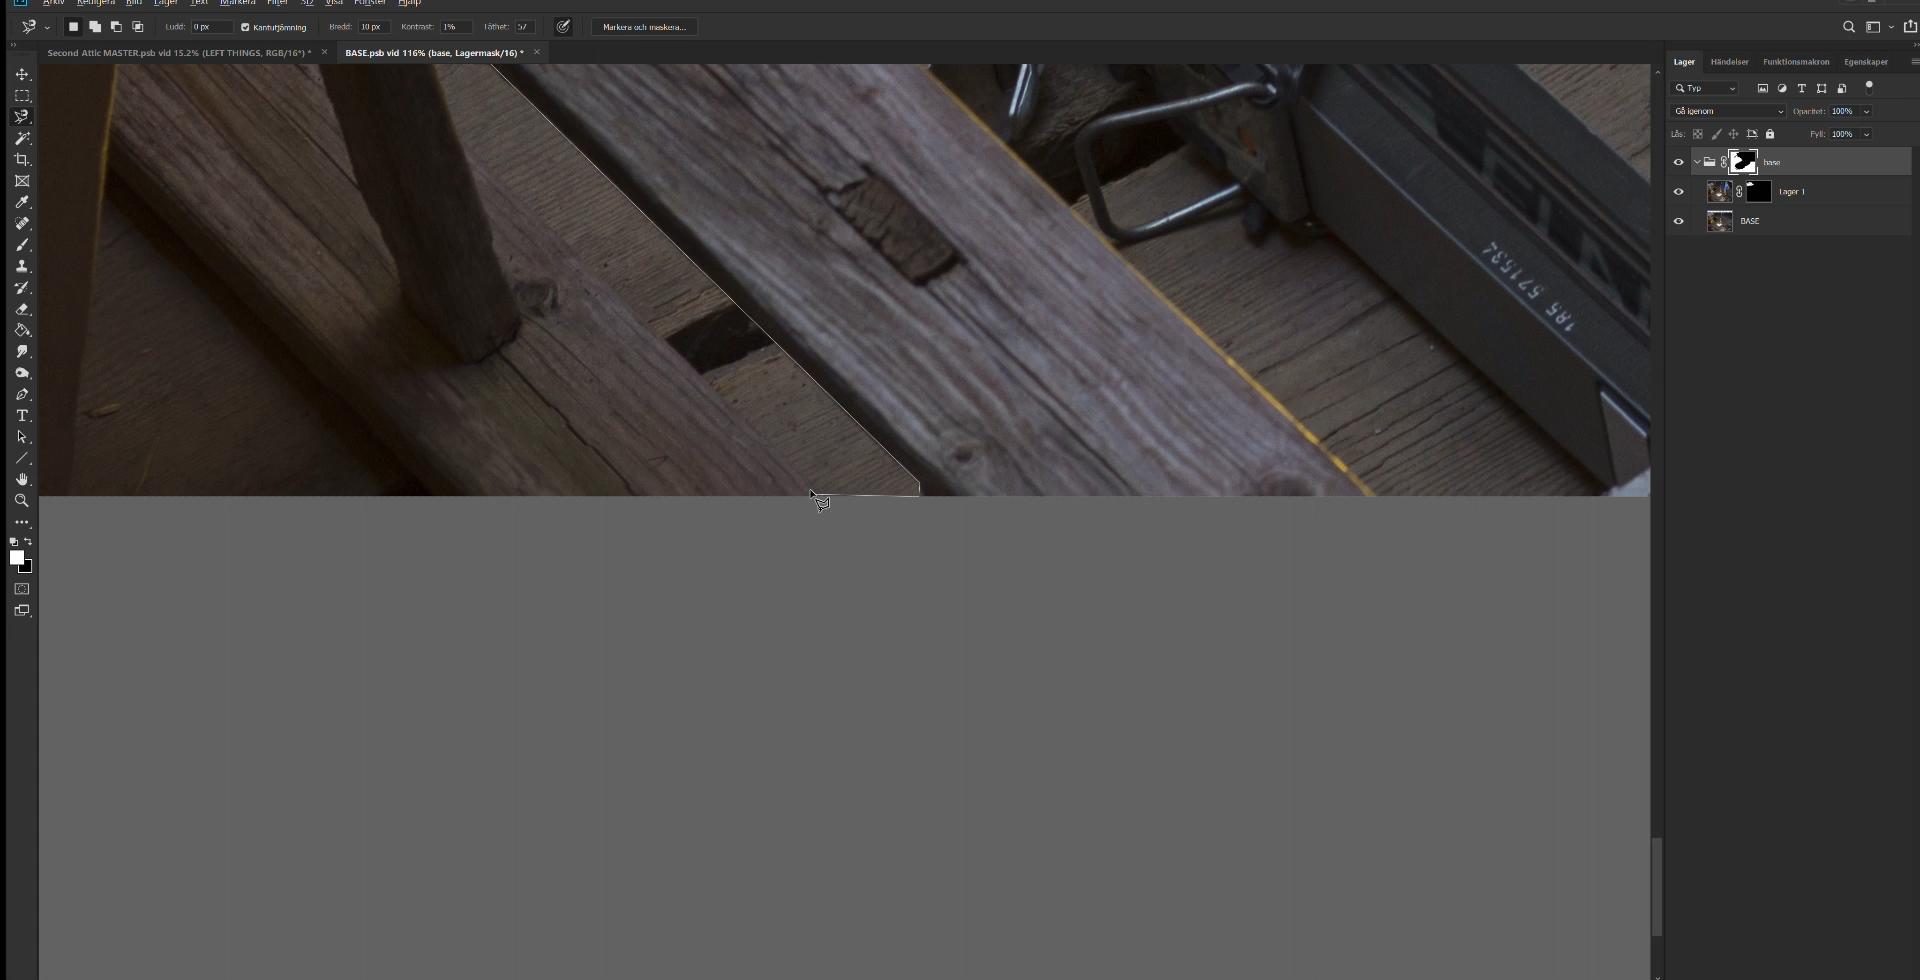 Arkiv Redigera Bild Lager Text Markera Filter 3D Visa Fönster Hjälp
Ludd: 0 px Kantutjämning Bredd: 10 px Kontrast: 1% Täthet: 57 Markera och maskera...
Second Attic MASTER.psb vid 15.2% (LEFT THINGS, RGB/16*) * × BASE.psb vid 116% (base, Lagermask/16) * ×
Lager Händelser Funktionsmakron Egenskaper
Typ
Gå igenom Opacitet: 100%
Lås: Fyll: 100%
base
Lager 1
BASE
185 571534